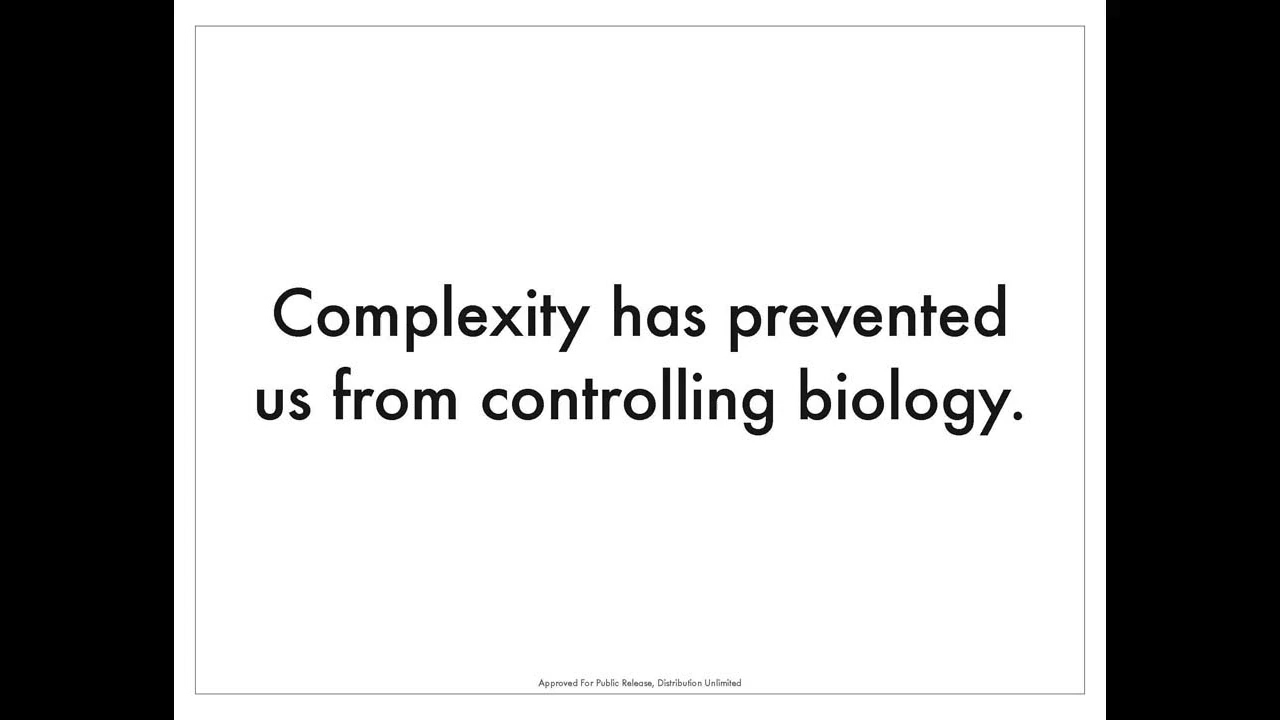 Complexity has prevented
us from controlling biology.
Approved For Public Release, Distribution Unlimited